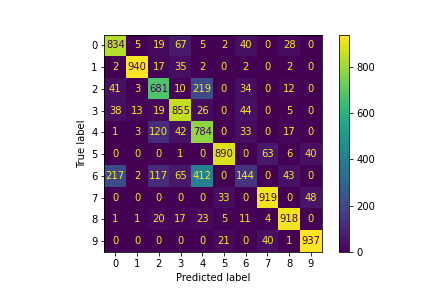 0 834 5 19 67 5 2 40 0 28 0
1 2 940 17 35 2 0 2 0 2 0
2 41 3 681 10 219 0 34 0 12 0
3 38 13 19 855 26 0 44 0 5 0
4 1 3 120 42 784 0 33 0 17 0
5 0 0 0 1 0 890 0 63 6 40
6 217 2 117 65 412 0 144 0 43 0
7 0 0 0 0 0 33 0 919 0 48
8 1 1 20 17 23 5 11 4 918 0
9 0 0 0 0 0 21 0 40 1 937
0 1 2 3 4 5 6 7 8 9
Predicted label
True label
800
600
400
200
0